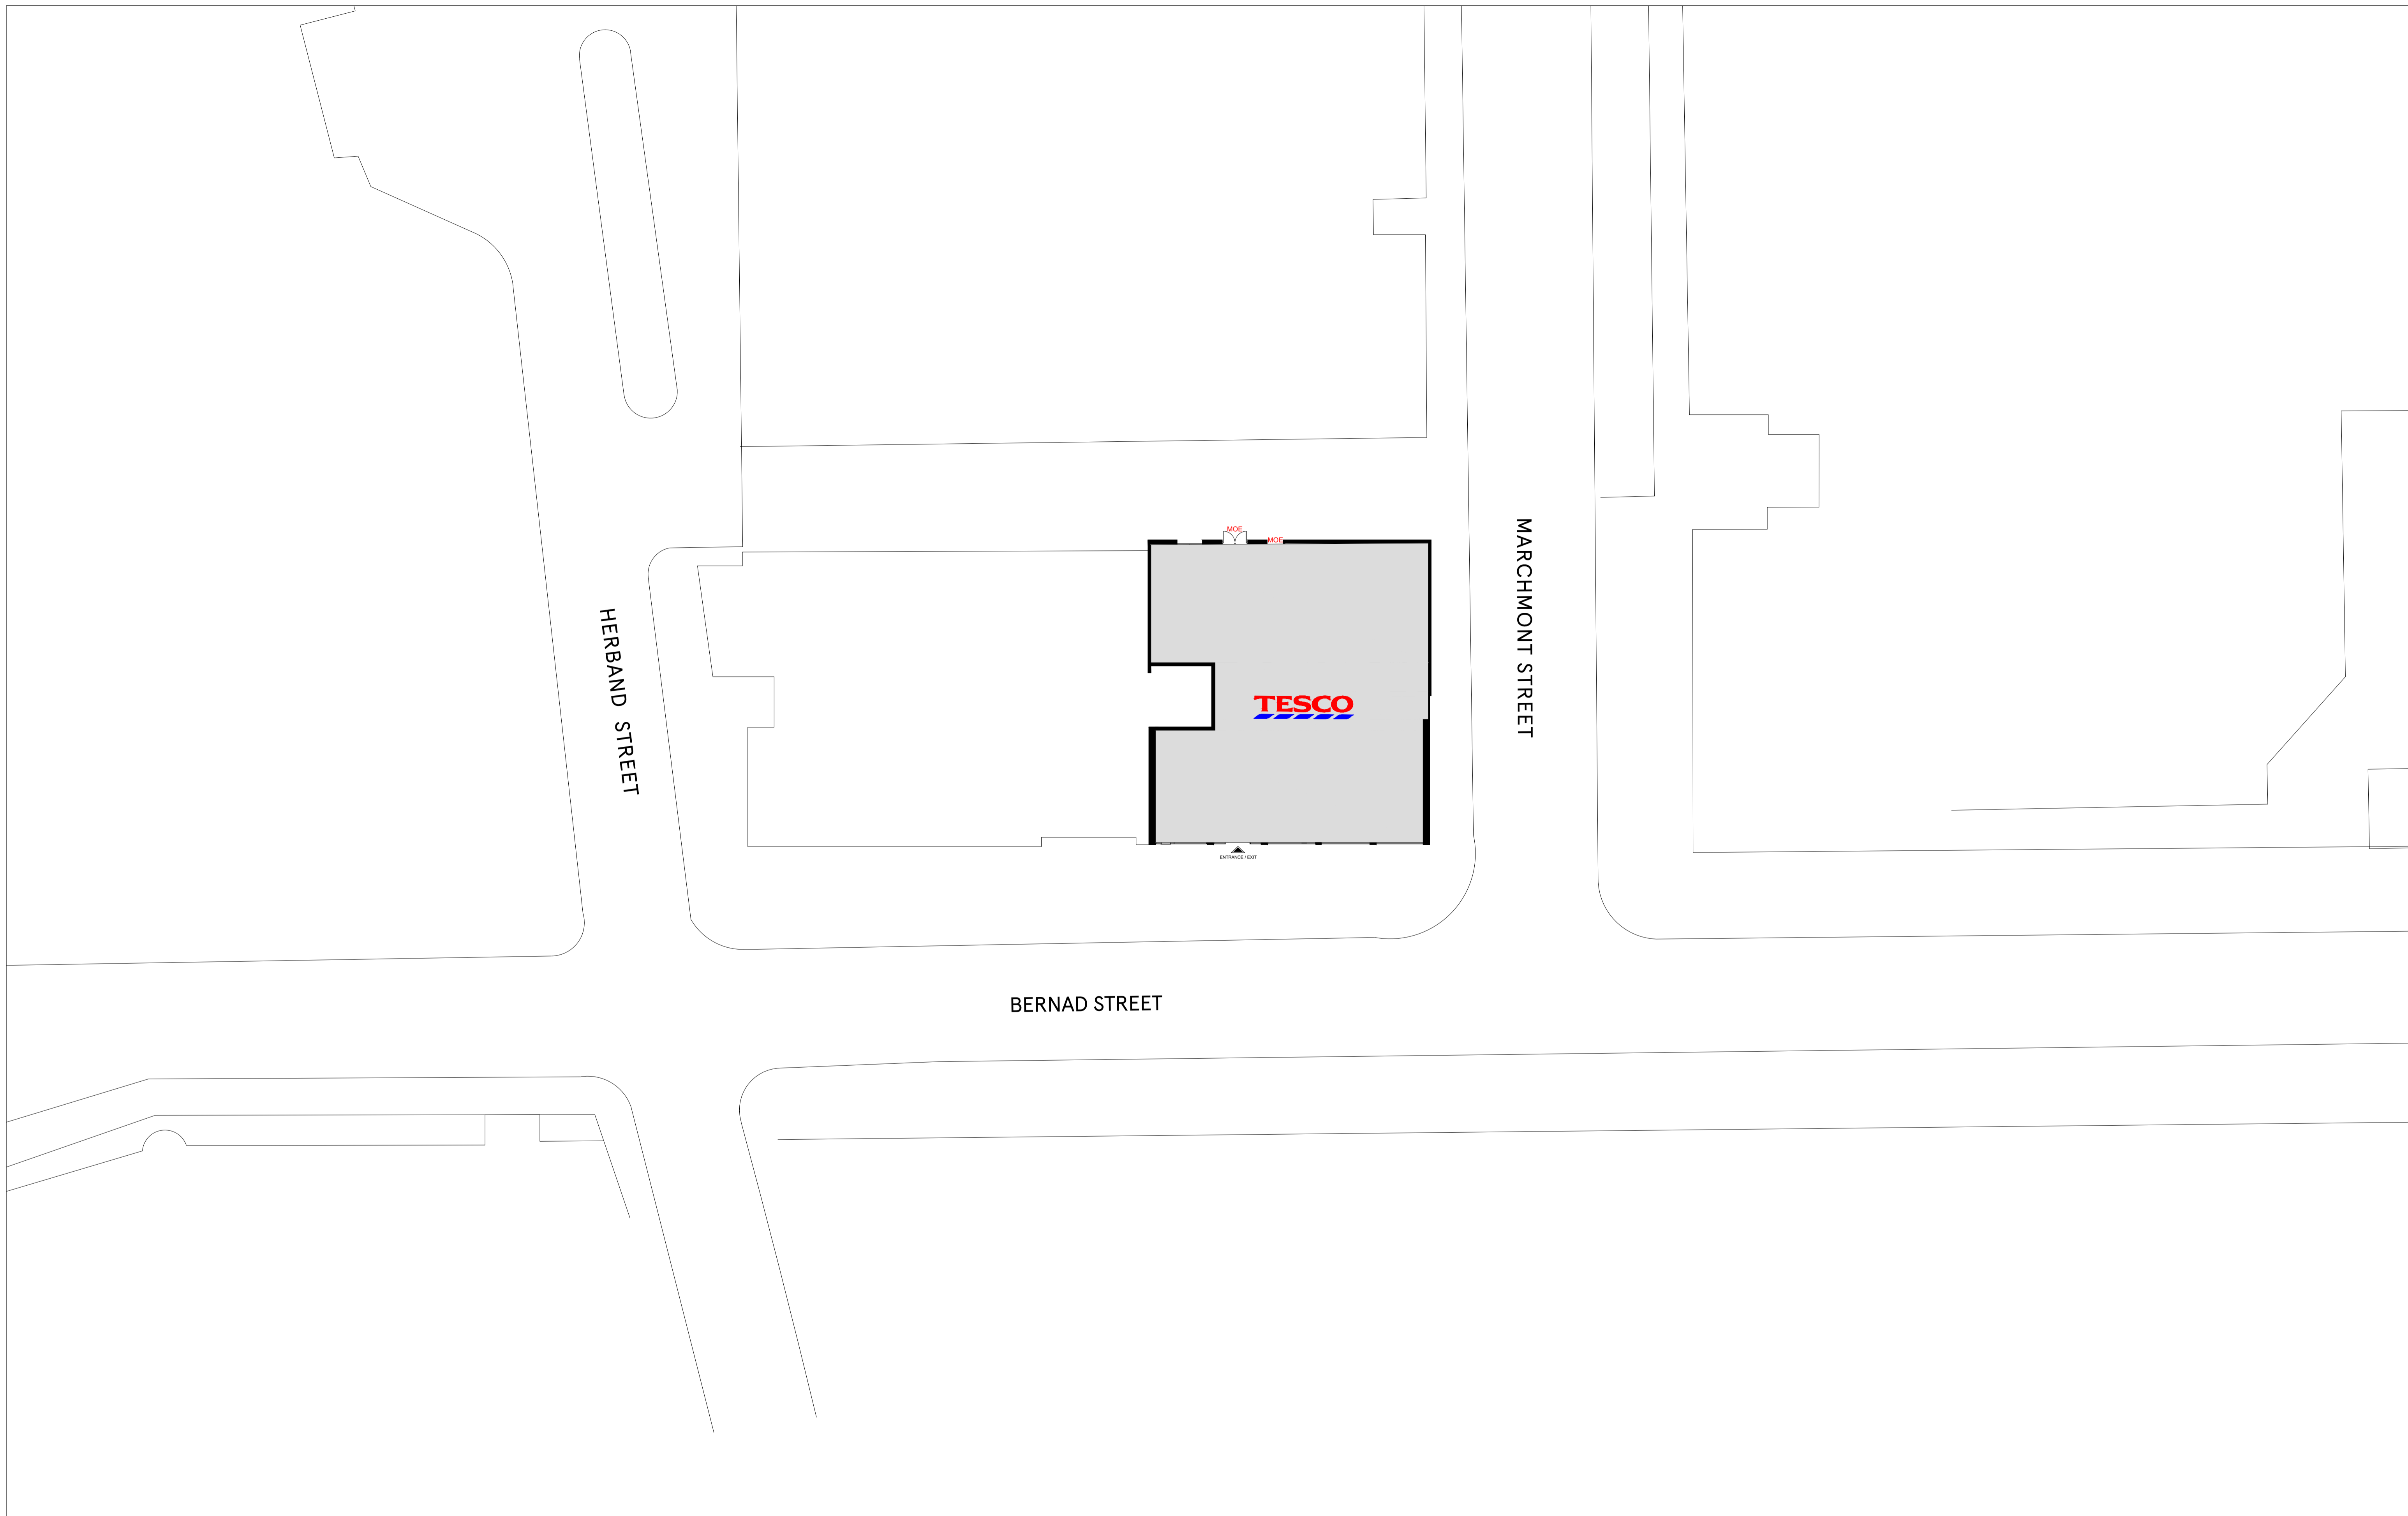 MOE
MOE
MARCHMONT STREET
HERBAND STREET
TESCO
ENTRANCE / EXIT
BERNAD STREET